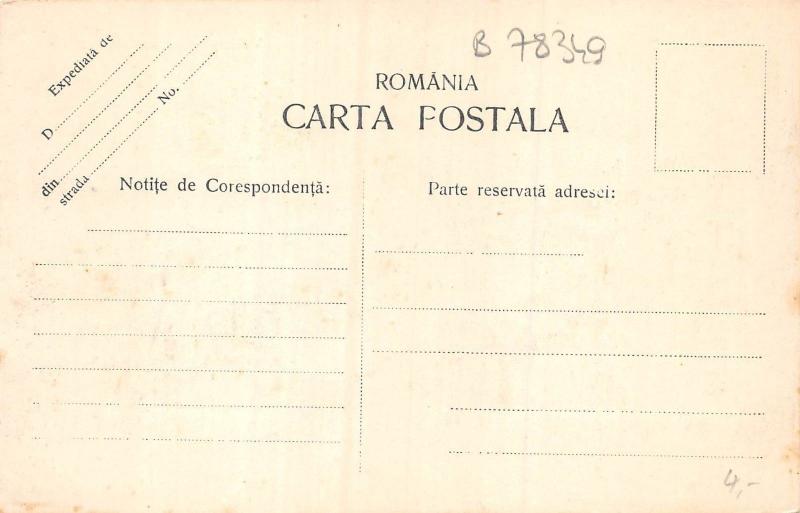 B 78349
Expediată de
D
No.
din
strada
ROMÂNIA
CARTA POSTALA
Notițe de Corespondență:
Parte reservată adresei:
4,-